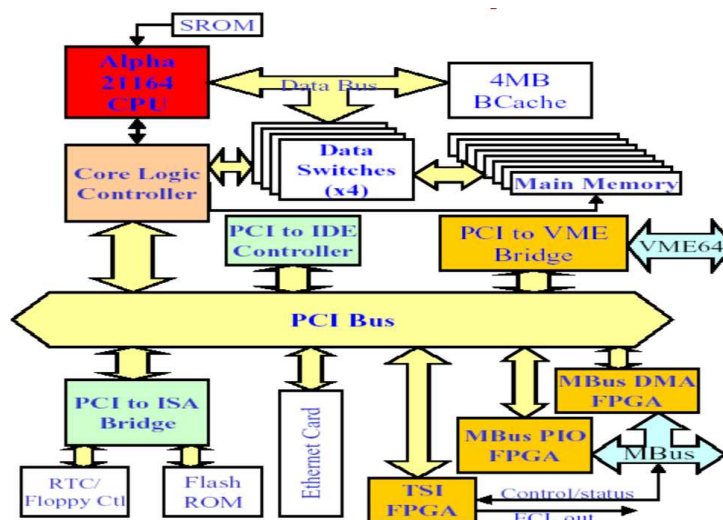 SROM
Alpha
21164
CPU
Data Bus
4MB
BCache
Core Logic
Controller
Data
Switches
(x4)
Main Memory
PCI to IDE
Controller
PCI to VME
Bridge
VME64
PCI Bus
PCI to ISA
Bridge
Ethernet Card
MBus DMA
FPGA
MBus PIO
FPGA
MBus
RTC/
Floppy Ctl
Flash
ROM
TSI
FPGA
Control/status
ECL out